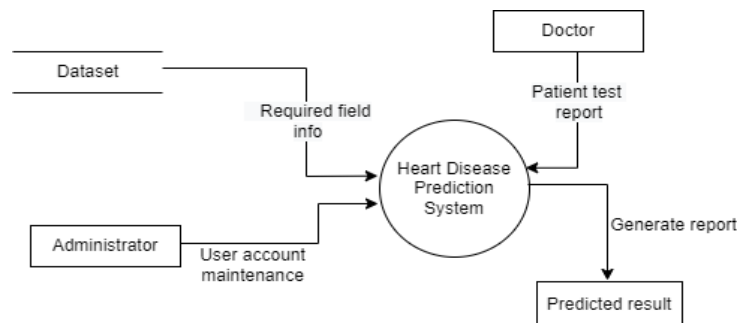 Doctor
Dataset
Patient test
report
Required field
info
Heart Disease
Prediction
System
Administrator
User account
maintenance
Generate report
Predicted result